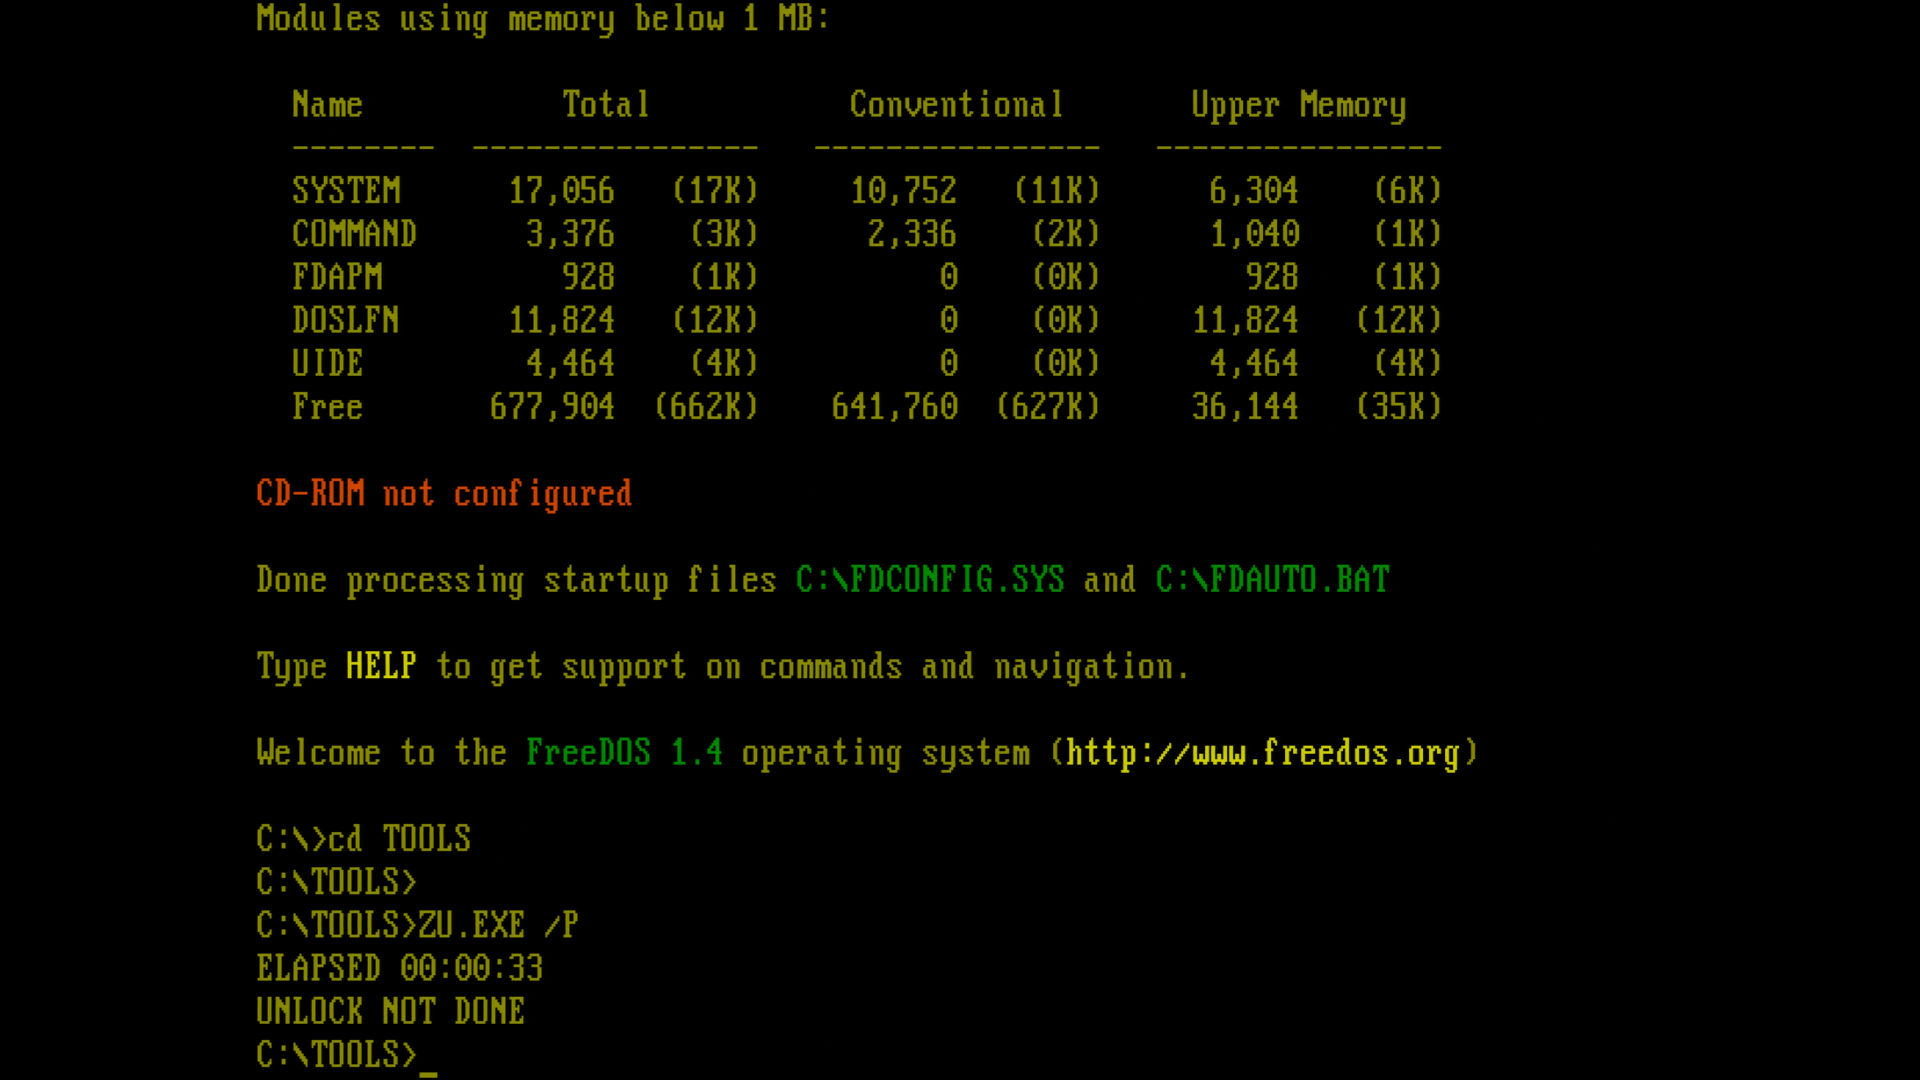 Modules using memory below 1 MB:
Name Total Conventional Upper Memory
-------- ---------------- ---------------- ----------------
SYSTEM 17,056 (17K) 10,752 (11K) 6,304 (6K)
COMMAND 3,376 (3K) 2,336 (2K) 1,040 (1K)
FDAPM 928 (1K) 0 (0K) 928 (1K)
DOSLFN 11,824 (12K) 0 (0K) 11,824 (12K)
UIDE 4,464 (4K) 0 (0K) 4,464 (4K)
Free 677,904 (662K) 641,760 (627K) 36,144 (35K)
CD-ROM not configured
Done processing startup files C:\FDCONFIG.SYS and C:\FDAUTO.BAT
Type HELP to get support on commands and navigation.
Welcome to the FreeDOS 1.4 operating system (http://www.freedos.org)
C:\>cd TOOLS
C:\TOOLS>
C:\TOOLS>ZU.EXE /P
ELAPSED 00:00:33
UNLOCK NOT DONE
C:\TOOLS>_